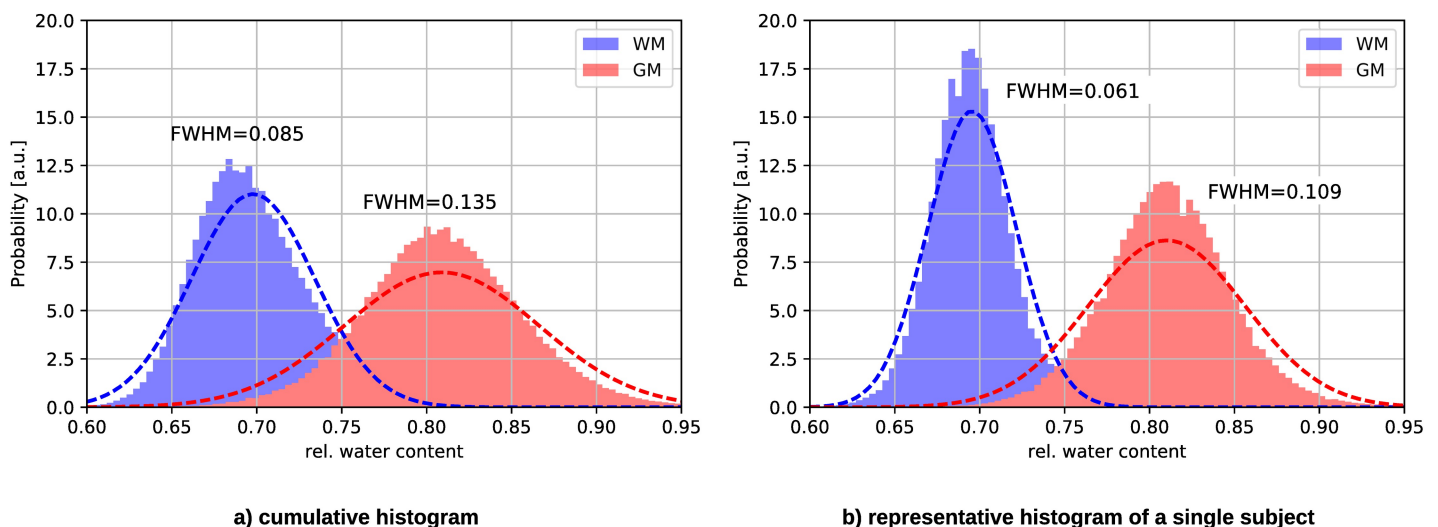 20.0
17.5
15.0
12.5
10.0
7.5
5.0
2.5
0.0
Probability [a.u.]
WM
GM
FWHM=0.085
FWHM=0.135
0.60 0.65 0.70 0.75 0.80 0.85 0.90 0.95
rel. water content
a) cumulative histogram
20.0
17.5
15.0
12.5
10.0
7.5
5.0
2.5
0.0
Probability [a.u.]
WM
GM
FWHM=0.061
FWHM=0.109
0.60 0.65 0.70 0.75 0.80 0.85 0.90 0.95
rel. water content
b) representative histogram of a single subject